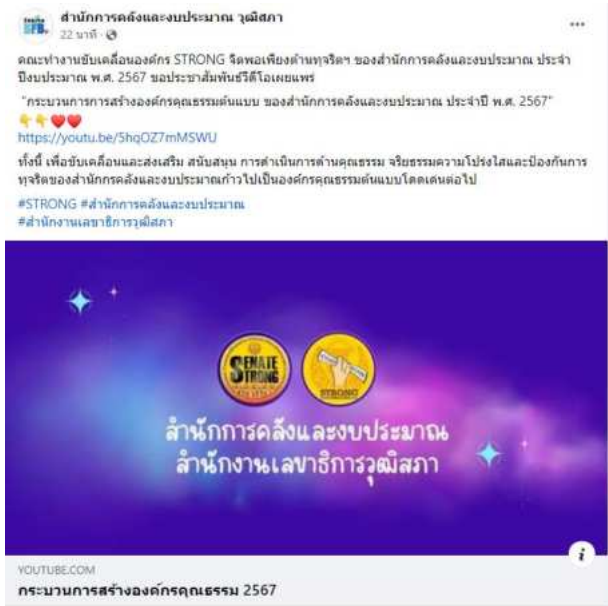 สำนักการคลังและงบประมาณ วุฒิสภา
22 นาที ·
คณะทำงานขับเคลื่อนองค์กร STRONG จิตพอเพียงต้านทุจริตฯ ของสำนักการคลังและงบประมาณ ประจำ
ปีงบประมาณ พ.ศ. 2567 ขอประชาสัมพันธ์วีดีโอเผยแพร่
"กระบวนการการสร้างองค์กรคุณธรรมต้นแบบ ของสำนักการคลังและงบประมาณ ประจำปี พ.ศ. 2567"
👇👇❤️❤️
https://youtu.be/5hqOZ7mMSWU
ทั้งนี้ เพื่อขับเคลื่อนและส่งเสริม สนับสนุน การดำเนินการด้านคุณธรรม จริยธรรมความโปร่งใสและป้องกันการ
ทุจริตของสำนักกรคลังและงบประมาณก้าวไปเป็นองค์กรคุณธรรมต้นแบบโดดเด่นต่อไป
#STRONG #สำนักการคลังและงบประมาณ
#สำนักงานเลขาธิการวุฒิสภา
SENATE
STRONG
STRONG
สำนักการคลังและงบประมาณ
สำนักงานเลขาธิการวุฒิสภา
YOUTUBE.COM
กระบวนการสร้างองค์กรคุณธรรม 2567